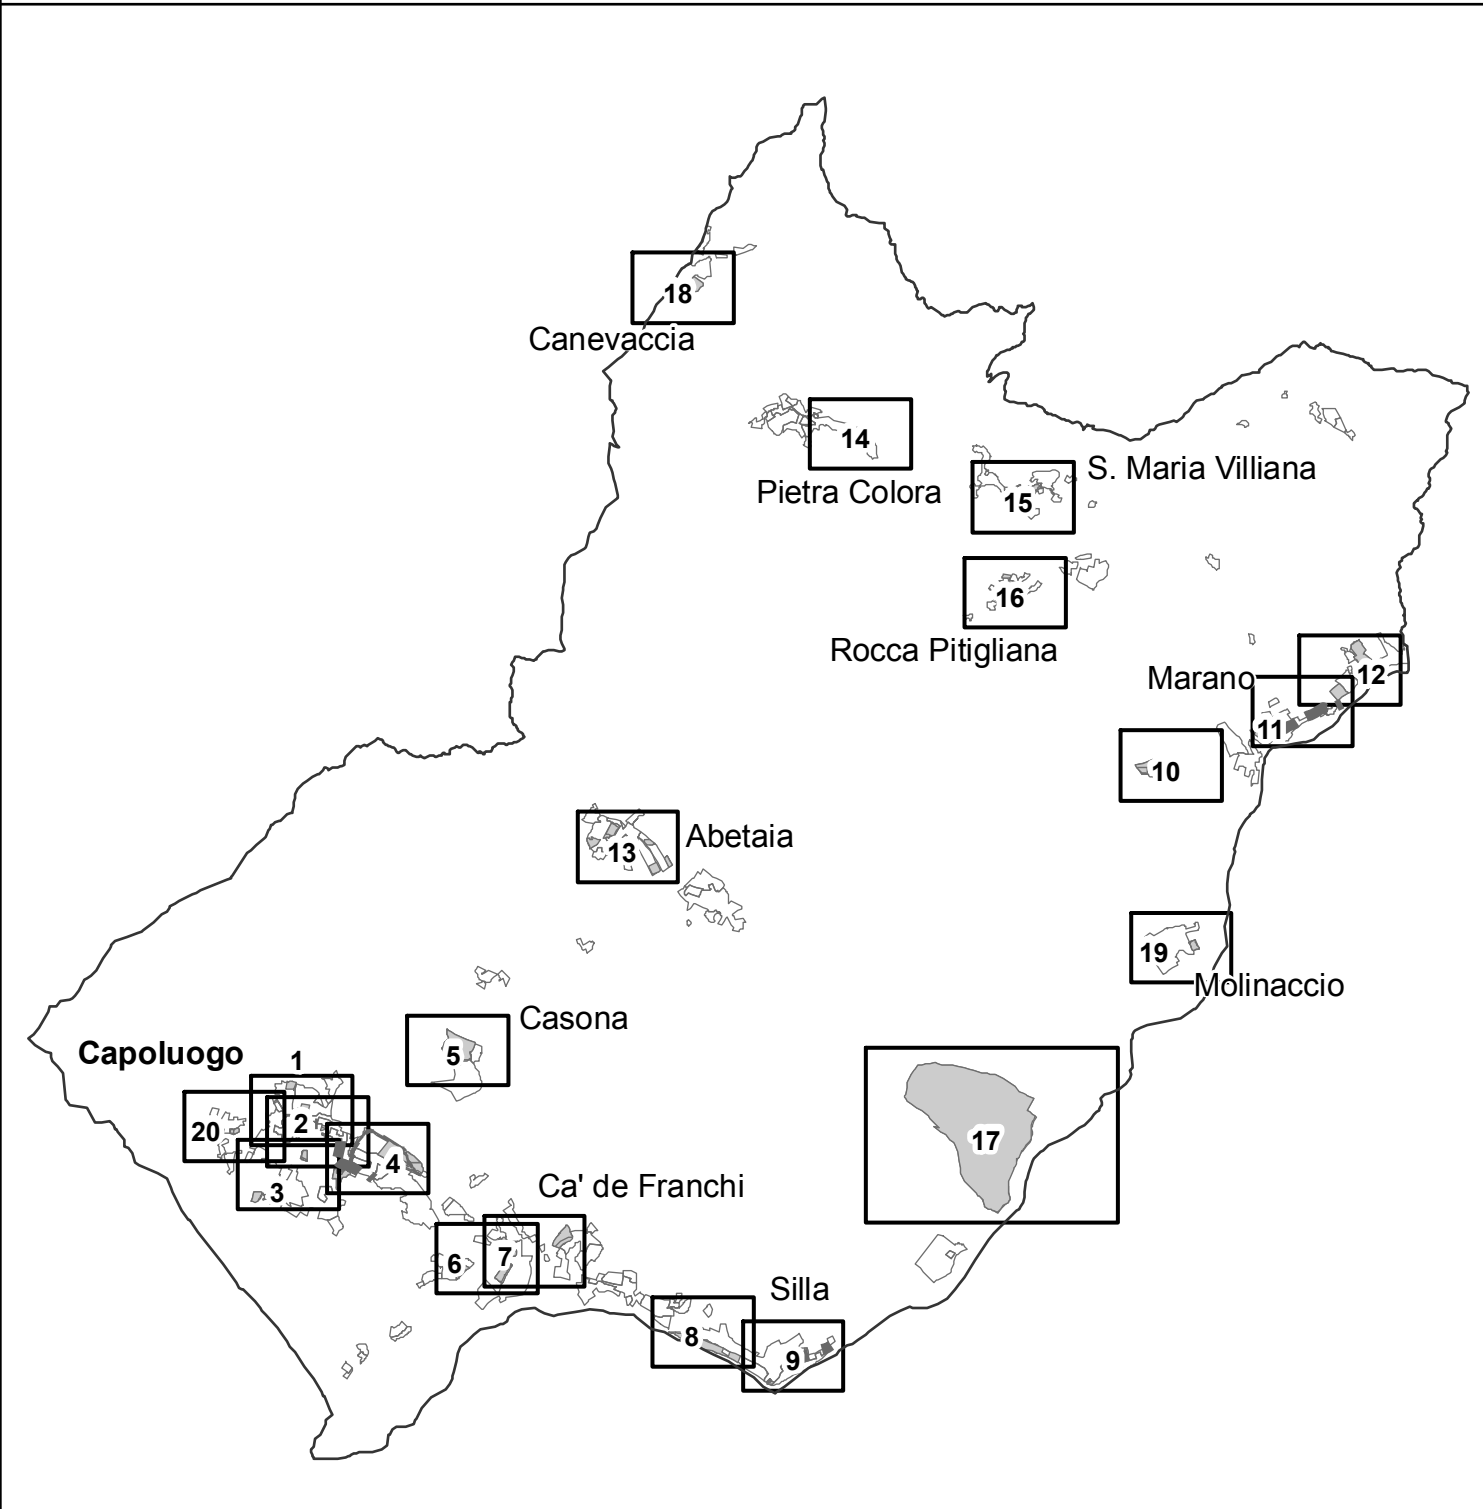 18
Canevaccia
14
Pietra Colora
S. Maria Villiana
15
16
Rocca Pitigliana
Marano
12
11
10
13
Abetaia
19
Molinaccio
Casona
5
Capoluogo
1
2
20
4
3
17
Ca' de Franchi
6
7
Silla
8
9